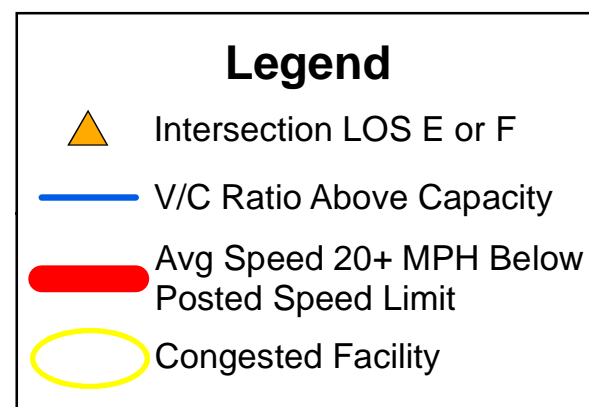 Legend
Intersection LOS E or F
V/C Ratio Above Capacity
Avg Speed 20+ MPH Below
Posted Speed Limit
Congested Facility